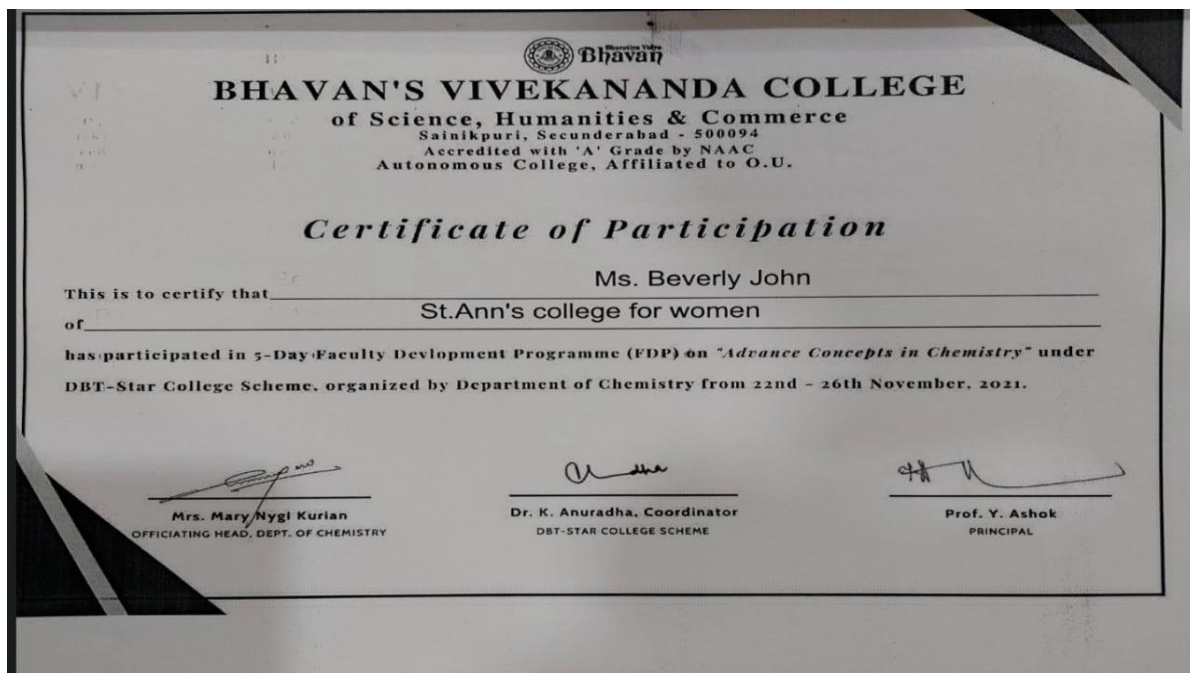 Bharatiya Vidya
Bhavan
BHAVAN'S VIVEKANANDA COLLEGE
of Science, Humanities & Commerce
Sainikpuri, Secunderabad - 500094
Accredited with 'A' Grade by NAAC
Autonomous College, Affiliated to O.U.
Certificate of Participation
This is to certify that Ms. Beverly John
of St.Ann's college for women
has participated in 5-Day Faculty Devlopment Programme (FDP) on "Advance Concepts in Chemistry" under
DBT-Star College Scheme, organized by Department of Chemistry from 22nd - 26th November, 2021.
Mrs. Mary Nygi Kurian
OFFICIATING HEAD, DEPT. OF CHEMISTRY
Dr. K. Anuradha, Coordinator
DBT-STAR COLLEGE SCHEME
Prof. Y. Ashok
PRINCIPAL